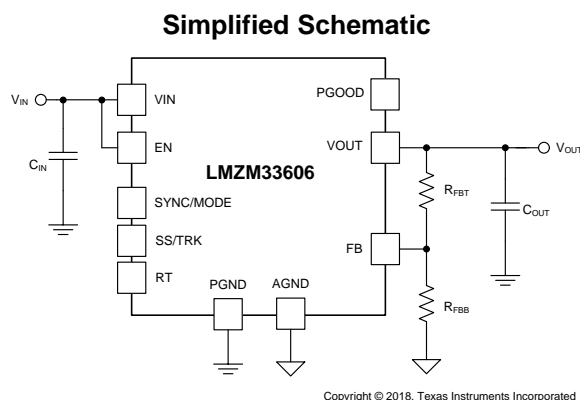 Simplified Schematic
VIN
VIN
PGOOD
EN
VOUT
VOUT
CIN
LMZM33606
RFBT
COUT
SYNC/MODE
SS/TRK
FB
RT
PGND
AGND
RFBB
Copyright © 2018, Texas Instruments Incorporated